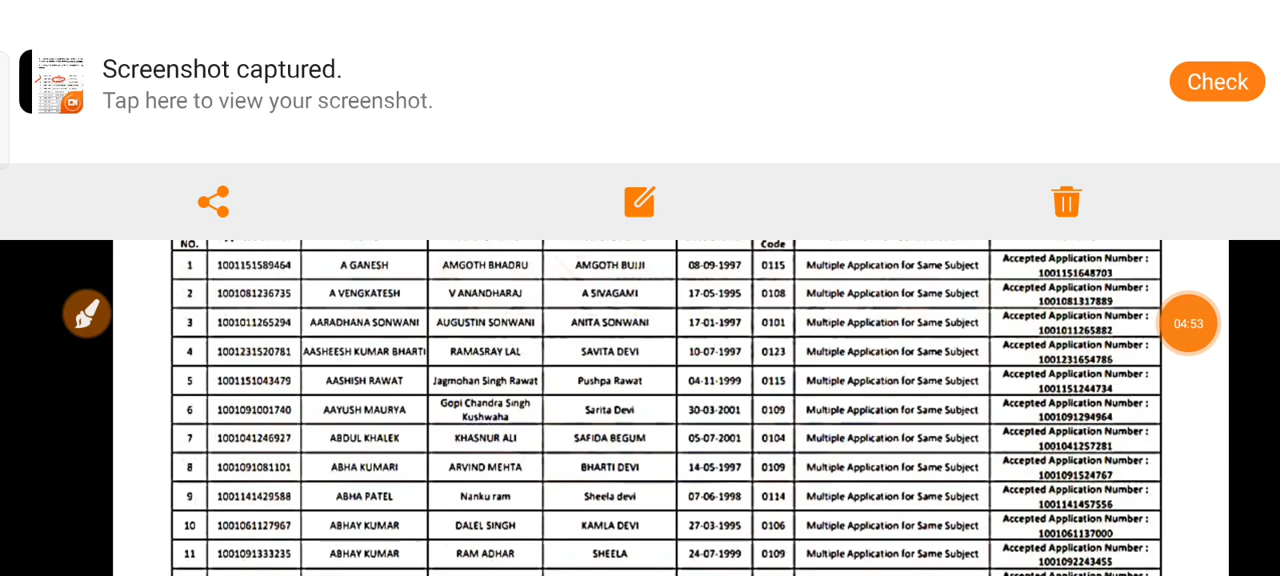 Screenshot captured.
Tap here to view your screenshot.
Check
NO. Code
1 1001151589464 A GANESH AMGOTH BHADRU AMGOTH BUJJI 08-09-1997 0115 Multiple Application for Same Subject Accepted Application Number : 1001151648703
2 1001081236735 A VENGKATESH V ANANDHARAJ A SIVAGAMI 17-05-1995 0108 Multiple Application for Same Subject Accepted Application Number : 1001081317889
3 1001011265294 AARADHANA SONWANI AUGUSTIN SONWANI ANITA SONWANI 17-01-1997 0101 Multiple Application for Same Subject Accepted Application Number : 1001011265882
04:53
4 1001231520781 AASHEESH KUMAR BHARTI RAMASRAY LAL SAVITA DEVI 10-07-1997 0123 Multiple Application for Same Subject Accepted Application Number : 1001231654786
5 1001151043479 AASHISH RAWAT Jagmohan Singh Rawat Pushpa Rawat 04-11-1999 0115 Multiple Application for Same Subject Accepted Application Number : 1001151244734
6 1001091001740 AAYUSH MAURYA Gopi Chandra Singh Kushwaha Sarita Devi 30-03-2001 0109 Multiple Application for Same Subject Accepted Application Number : 1001091294964
7 1001041246927 ABDUL KHALEK KHASNUR ALI SAFIDA BEGUM 05-07-2001 0104 Multiple Application for Same Subject Accepted Application Number : 1001041257281
8 1001091081101 ABHA KUMARI ARVIND MEHTA BHARTI DEVI 14-05-1997 0109 Multiple Application for Same Subject Accepted Application Number : 1001091524767
9 1001141429588 ABHA PATEL Nanku ram Sheela devi 07-06-1998 0114 Multiple Application for Same Subject Accepted Application Number : 1001141457556
10 1001061127967 ABHAY KUMAR DALEL SINGH KAMLA DEVI 27-03-1995 0106 Multiple Application for Same Subject Accepted Application Number : 1001061137000
11 1001091333235 ABHAY KUMAR RAM ADHAR SHEELA 24-07-1999 0109 Multiple Application for Same Subject Accepted Application Number : 1001092243455